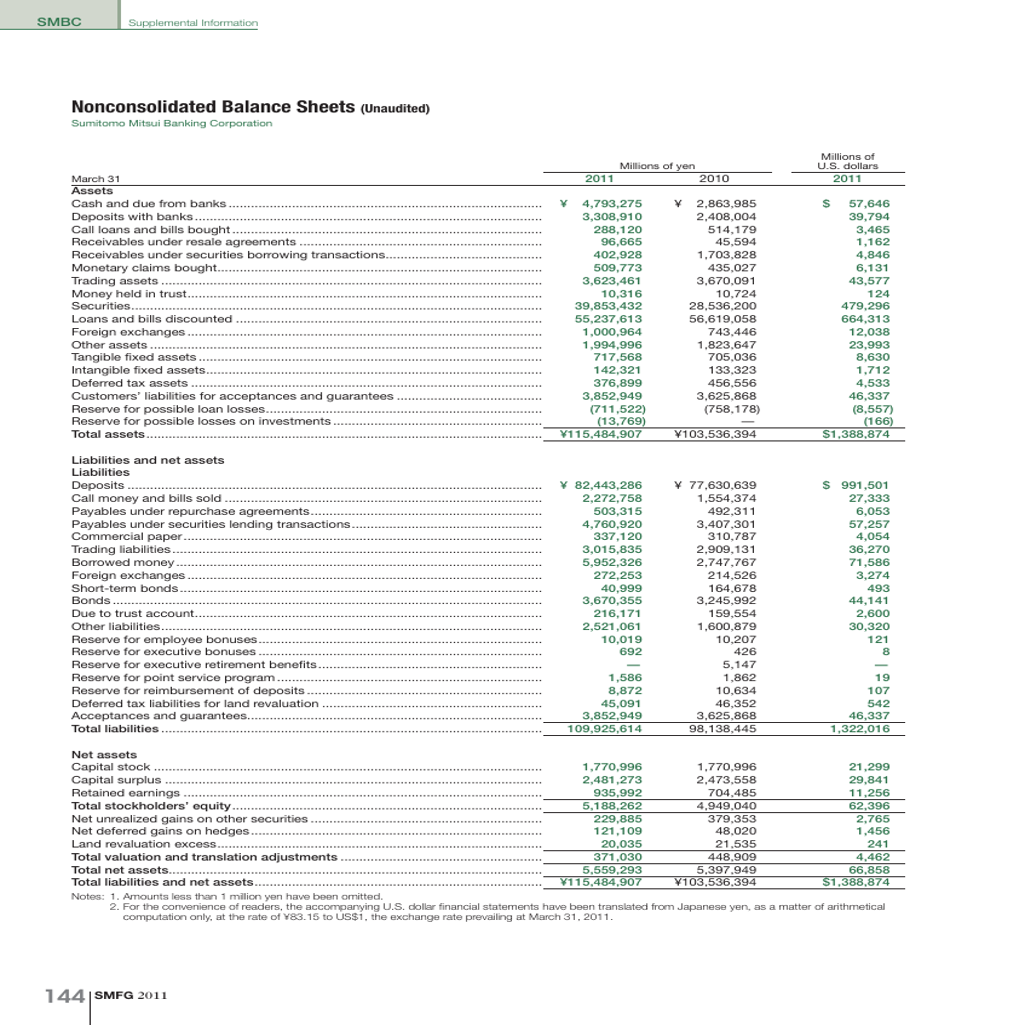 SMBC Supplemental Information
Nonconsolidated Balance Sheets (Unaudited)
Sumitomo Mitsui Banking Corporation
Millions of
Millions of yen U.S. dollars
March 31 2011 2010 2011
Assets
Cash and due from banks ¥ 4,793,275 ¥ 2,863,985 $ 57,646
Deposits with banks 3,308,910 2,408,004 39,794
Call loans and bills bought 288,120 514,179 3,465
Receivables under resale agreements 96,665 45,594 1,162
Receivables under securities borrowing transactions 402,928 1,703,828 4,846
Monetary claims bought 509,773 435,027 6,131
Trading assets 3,623,461 3,670,091 43,577
Money held in trust 10,316 10,724 124
Securities 39,853,432 28,536,200 479,296
Loans and bills discounted 55,237,613 56,619,058 664,313
Foreign exchanges 1,000,964 743,446 12,038
Other assets 1,994,996 1,823,647 23,993
Tangible fixed assets 717,568 705,036 8,630
Intangible fixed assets 142,321 133,323 1,712
Deferred tax assets 376,899 456,556 4,533
Customers' liabilities for acceptances and guarantees 3,852,949 3,625,868 46,337
Reserve for possible loan losses (711,522) (758,178) (8,557)
Reserve for possible losses on investments (13,769) — (166)
Total assets ¥115,484,907 ¥103,536,394 $1,388,874
Liabilities and net assets
Liabilities
Deposits ¥ 82,443,286 ¥ 77,630,639 $ 991,501
Call money and bills sold 2,272,758 1,554,374 27,333
Payables under repurchase agreements 503,315 492,311 6,053
Payables under securities lending transactions 4,760,920 3,407,301 57,257
Commercial paper 337,120 310,787 4,054
Trading liabilities 3,015,835 2,909,131 36,270
Borrowed money 5,952,326 2,747,767 71,586
Foreign exchanges 272,253 214,526 3,274
Short-term bonds 40,999 164,678 493
Bonds 3,670,355 3,245,992 44,141
Due to trust account 216,171 159,554 2,600
Other liabilities 2,521,061 1,600,879 30,320
Reserve for employee bonuses 10,019 10,207 121
Reserve for executive bonuses 692 426 8
Reserve for executive retirement benefits — 5,147 —
Reserve for point service program 1,586 1,862 19
Reserve for reimbursement of deposits 8,872 10,634 107
Deferred tax liabilities for land revaluation 45,091 46,352 542
Acceptances and guarantees 3,852,949 3,625,868 46,337
Total liabilities 109,925,614 98,138,445 1,322,016
Net assets
Capital stock 1,770,996 1,770,996 21,299
Capital surplus 2,481,273 2,473,558 29,841
Retained earnings 935,992 704,485 11,256
Total stockholders' equity 5,188,262 4,949,040 62,396
Net unrealized gains on other securities 229,885 379,353 2,765
Net deferred gains on hedges 121,109 48,020 1,456
Land revaluation excess 20,035 21,535 241
Total valuation and translation adjustments 371,030 448,909 4,462
Total net assets 5,559,293 5,397,949 66,858
Total liabilities and net assets ¥115,484,907 ¥103,536,394 $1,388,874
Notes: 1. Amounts less than 1 million yen have been omitted.
2. For the convenience of readers, the accompanying U.S. dollar financial statements have been translated from Japanese yen, as a matter of arithmetical
computation only, at the rate of ¥83.15 to US$1, the exchange rate prevailing at March 31, 2011.
144 SMFG 2011